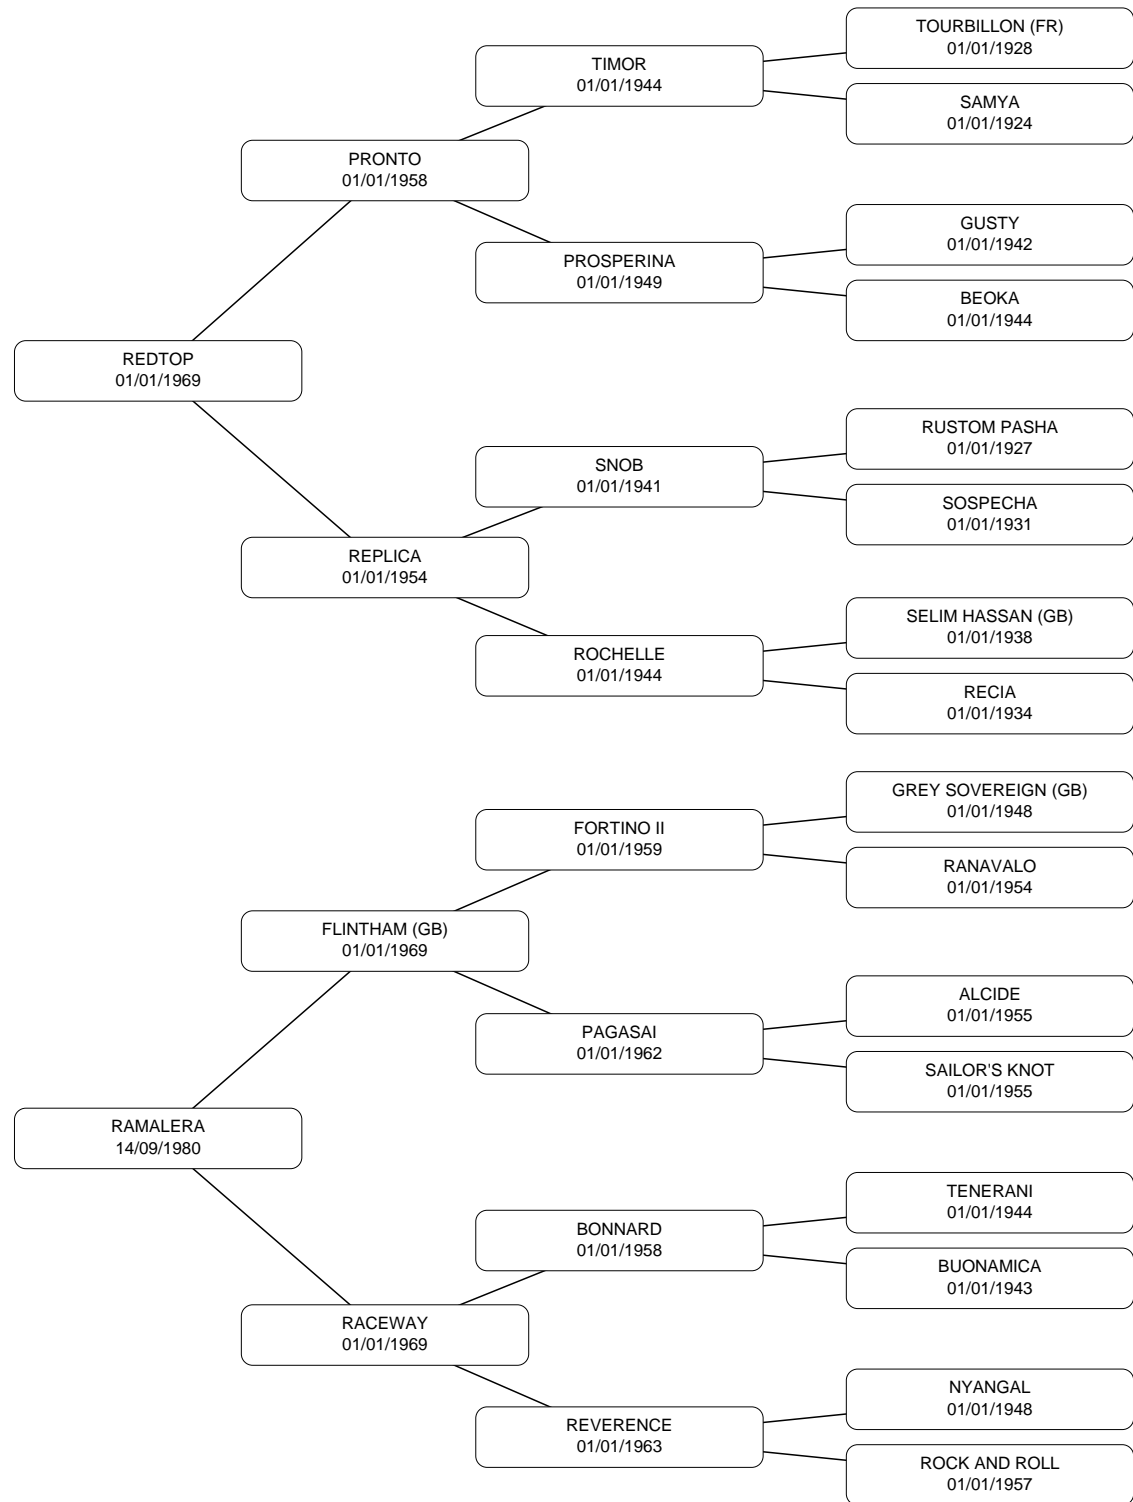 TOURBILLON (FR)
01/01/1928
TIMOR
01/01/1944
SAMYA
01/01/1924
PRONTO
01/01/1958
GUSTY
01/01/1942
PROSPERINA
01/01/1949
BEOKA
01/01/1944
REDTOP
01/01/1969
RUSTOM PASHA
01/01/1927
SNOB
01/01/1941
SOSPECHA
01/01/1931
REPLICA
01/01/1954
SELIM HASSAN (GB)
01/01/1938
ROCHELLE
01/01/1944
RECIA
01/01/1934
GREY SOVEREIGN (GB)
01/01/1948
FORTINO II
01/01/1959
RANAVALO
01/01/1954
FLINTHAM (GB)
01/01/1969
ALCIDE
01/01/1955
PAGASAI
01/01/1962
SAILOR'S KNOT
01/01/1955
RAMALERA
14/09/1980
TENERANI
01/01/1944
BONNARD
01/01/1958
BUONAMICA
01/01/1943
RACEWAY
01/01/1969
NYANGAL
01/01/1948
REVERENCE
01/01/1963
ROCK AND ROLL
01/01/1957